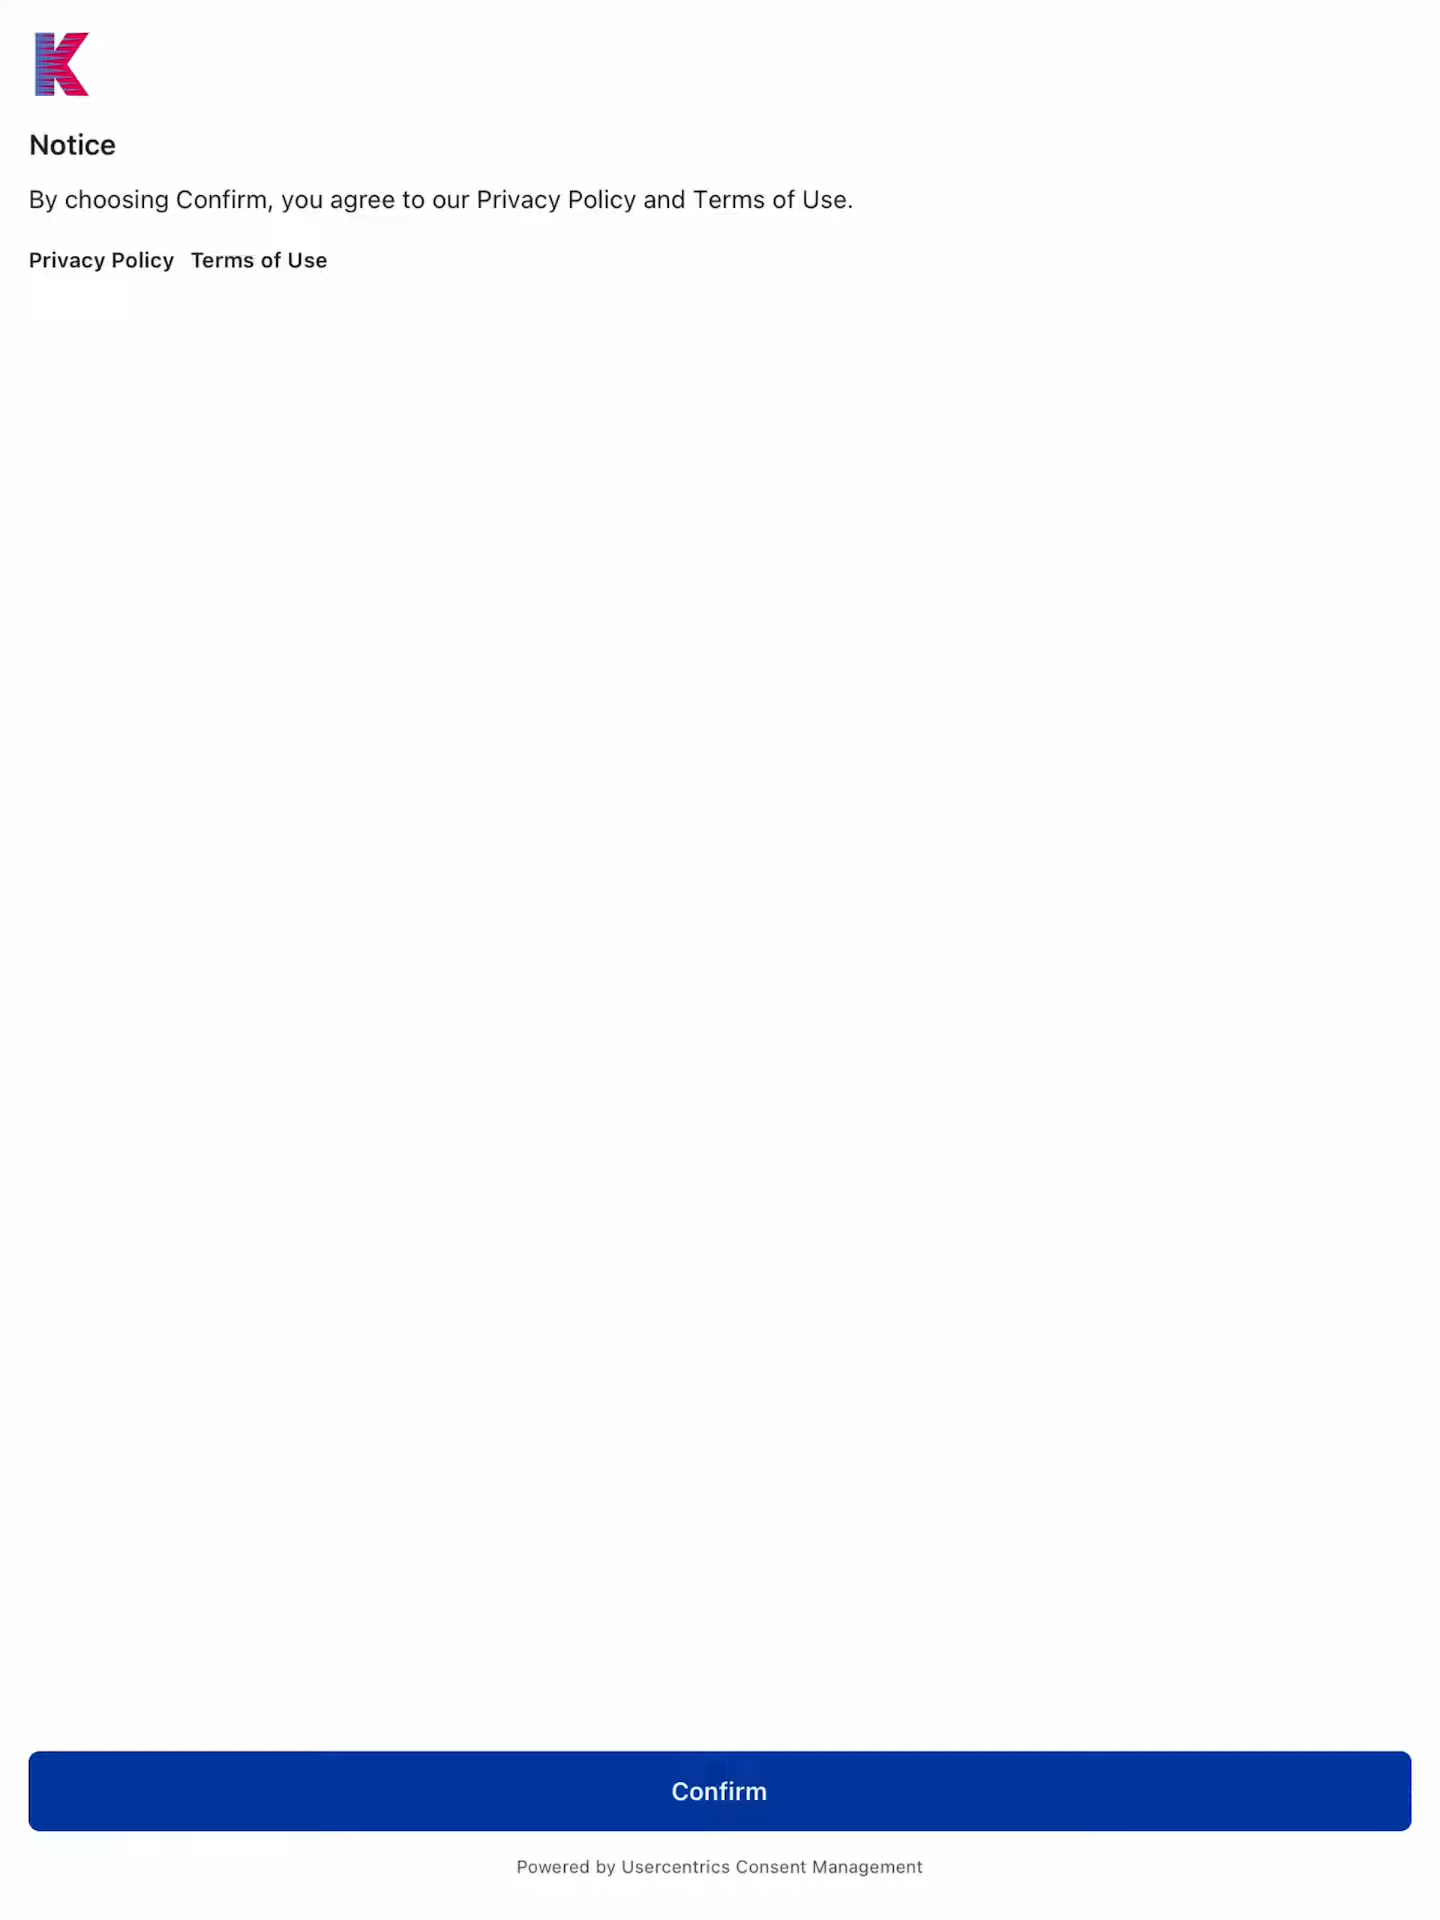 K
Notice
By choosing Confirm, you agree to our Privacy Policy and Terms of Use.
Privacy Policy Terms of Use
Confirm
Powered by Usercentrics Consent Management